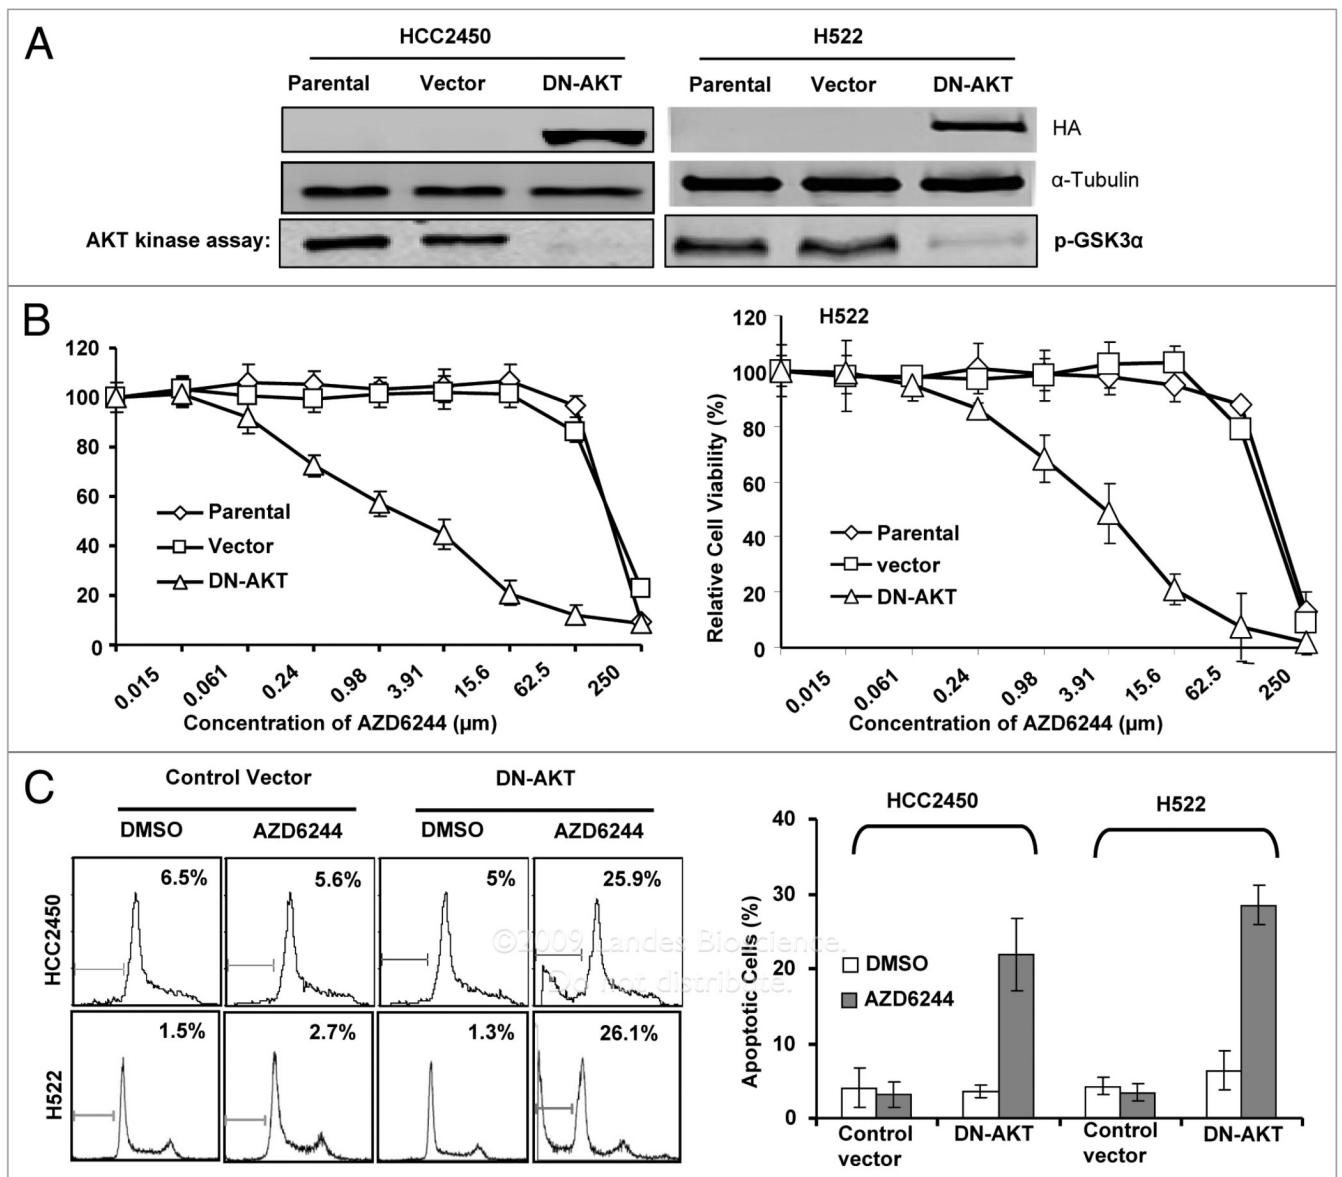 A
HCC2450
H522
Parental Vector DN-AKT
Parental Vector DN-AKT
HA
α-Tubulin
AKT kinase assay:
p-GSK3α
B
120
100
80
60
40
20
0
Parental
Vector
DN-AKT
0.015 0.061 0.24 0.98 3.91 15.6 62.5 250
Concentration of AZD6244 (µm)
H522
Relative Cell Viability (%)
120
100
80
60
40
20
0
Parental
vector
DN-AKT
0.015 0.061 0.24 0.98 3.91 15.6 62.5 250
Concentration of AZD6244 (µm)
C
Control Vector DN-AKT
DMSO AZD6244 DMSO AZD6244
HCC2450
6.5% 5.6% 5% 25.9%
H522
1.5% 2.7% 1.3% 26.1%
©2009 Landes Bioscience.
Do not distribute.
HCC2450 H522
Apoptotic Cells (%)
40
30
20
10
0
DMSO
AZD6244
Control
vector
DN-AKT
Control
vector
DN-AKT